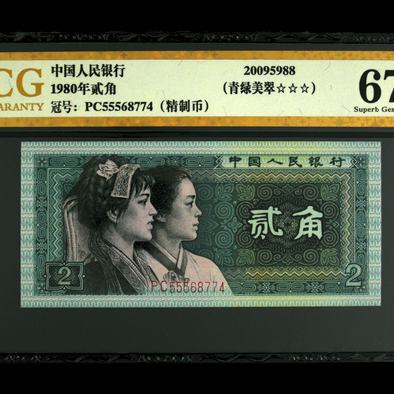 CG
ARANTY
中国人民银行
1980年贰角
冠号：PC55568774（精制币）
20095988
（青绿美翠☆☆☆）
67
Superb Gem
中国人民银行
贰角
2
PC55568774
2